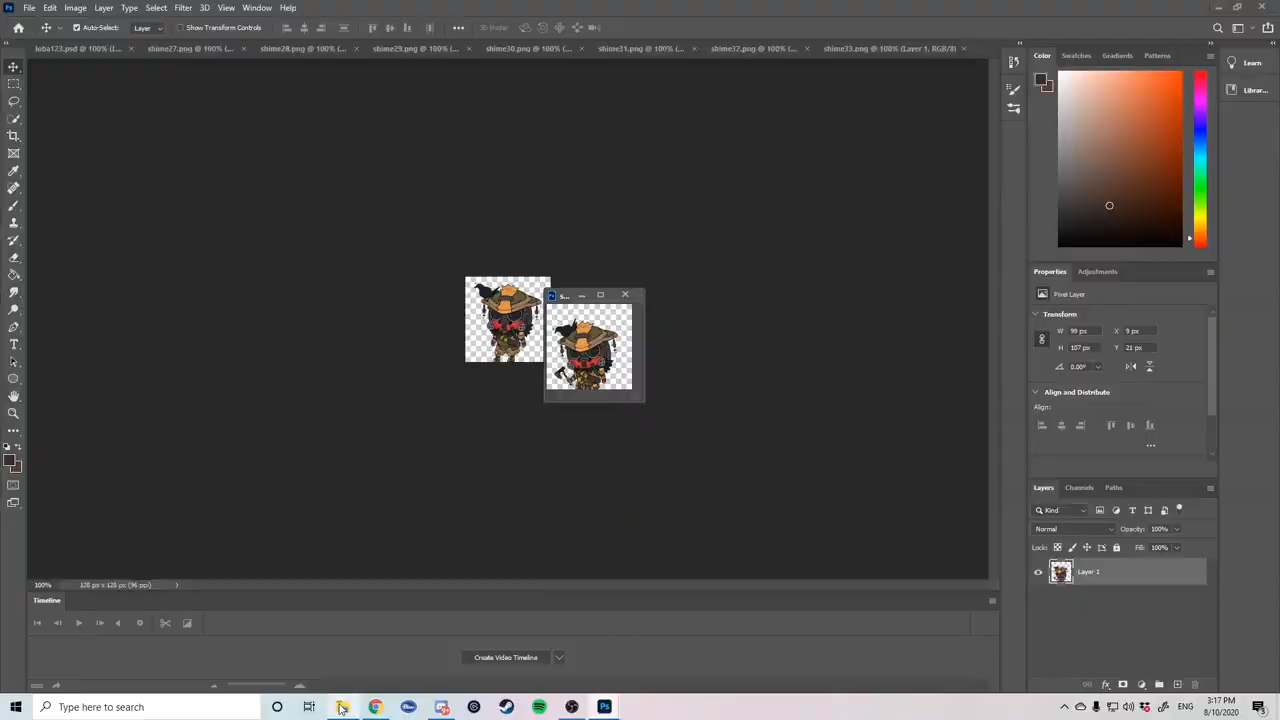 Ps File Edit Image Layer Type Select Filter 3D View Window Help
Auto-Select: Layer Show Transform Controls 3D Mode:
loba123.psd @ 100% (L... × shime27.png @ 100% (... × shime28.png @ 100% (... × shime29.png @ 100% (... × shime30.png @ 100% (... × shime31.png @ 100% (... × shime32.png @ 100% (... × shime33.png @ 100% (Layer 1, RGB/8) ×
Color Swatches Gradients Patterns
Learn
Librar...
Properties Adjustments
Pixel Layer
Ps s...
Transform
W 99 px X 9 px
H 107 px Y 21 px
0.00°
Align and Distribute
Align:
Layers Channels Paths
Kind
Normal Opacity: 100%
Lock: Fill: 100%
Layer 1
100% 128 px x 128 px (96 ppi)
Timeline
Create Video Timeline
Type here to search
Ps
ENG
3:17 PM
8/10/2020